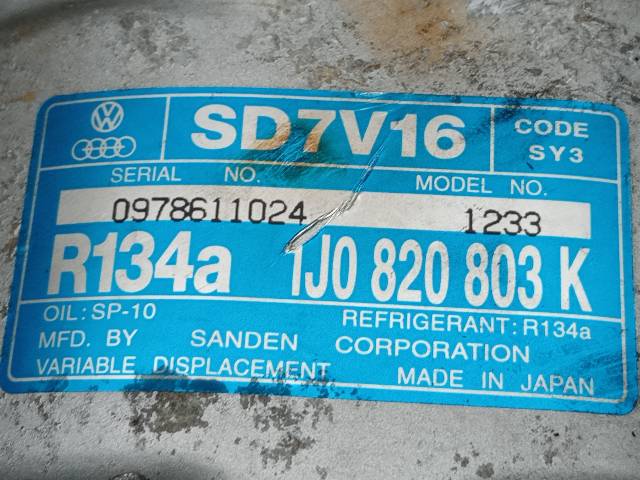 SD7V16
CODE
SY3
SERIAL NO. MODEL NO.
0978611024 1233
R134a 1J0 820 803 K
OIL: SP-10 REFRIGERANT: R134a
MFD. BY SANDEN CORPORATION
VARIABLE DISPLACEMENT MADE IN JAPAN